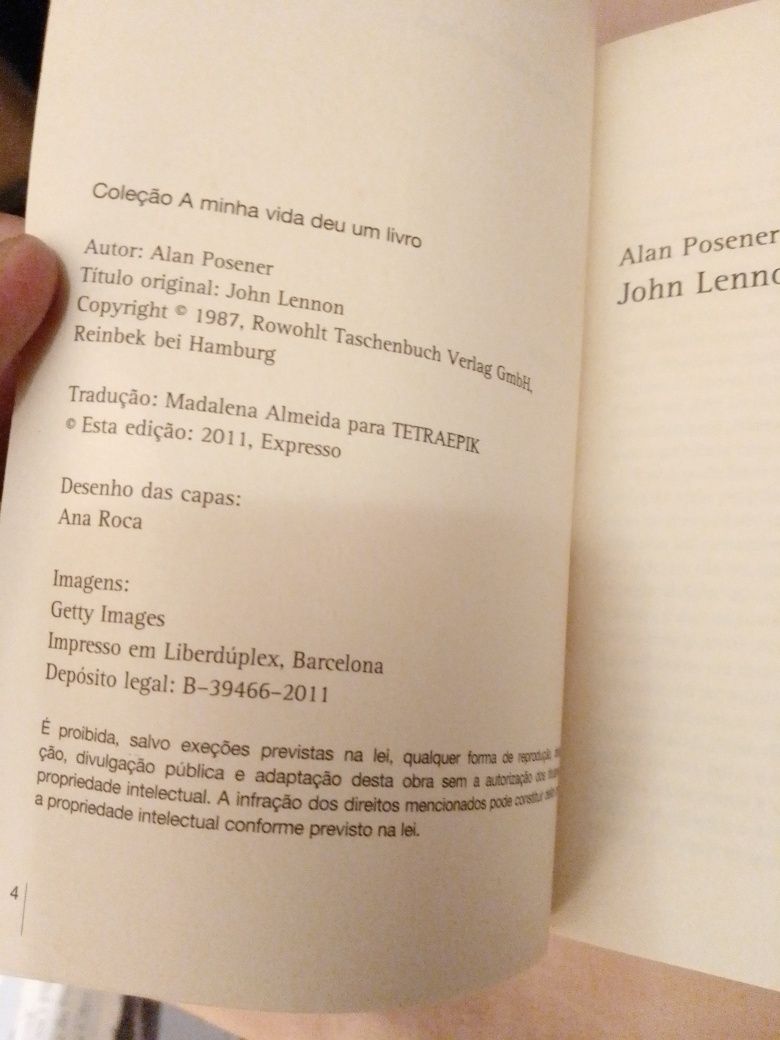 Coleção A minha vida deu um livro
Autor: Alan Posener
Título original: John Lennon
Copyright © 1987, Rowohlt Taschenbuch Verlag GmbH,
Reinbek bei Hamburg
Tradução: Madalena Almeida para TETRAEPIK
© Esta edição: 2011, Expresso
Desenho das capas:
Ana Roca
Imagens:
Getty Images
Impresso em Liberdúplex, Barcelona
Depósito legal: B–39466–2011
É proibida, salvo exeções previstas na lei, qualquer forma de reprodução,
ção, divulgação pública e adaptação desta obra sem a autorização dos
propriedade intelectual. A infração dos direitos mencionados pode constituir
a propriedade intelectual conforme previsto na lei.
4
Alan Posener
John